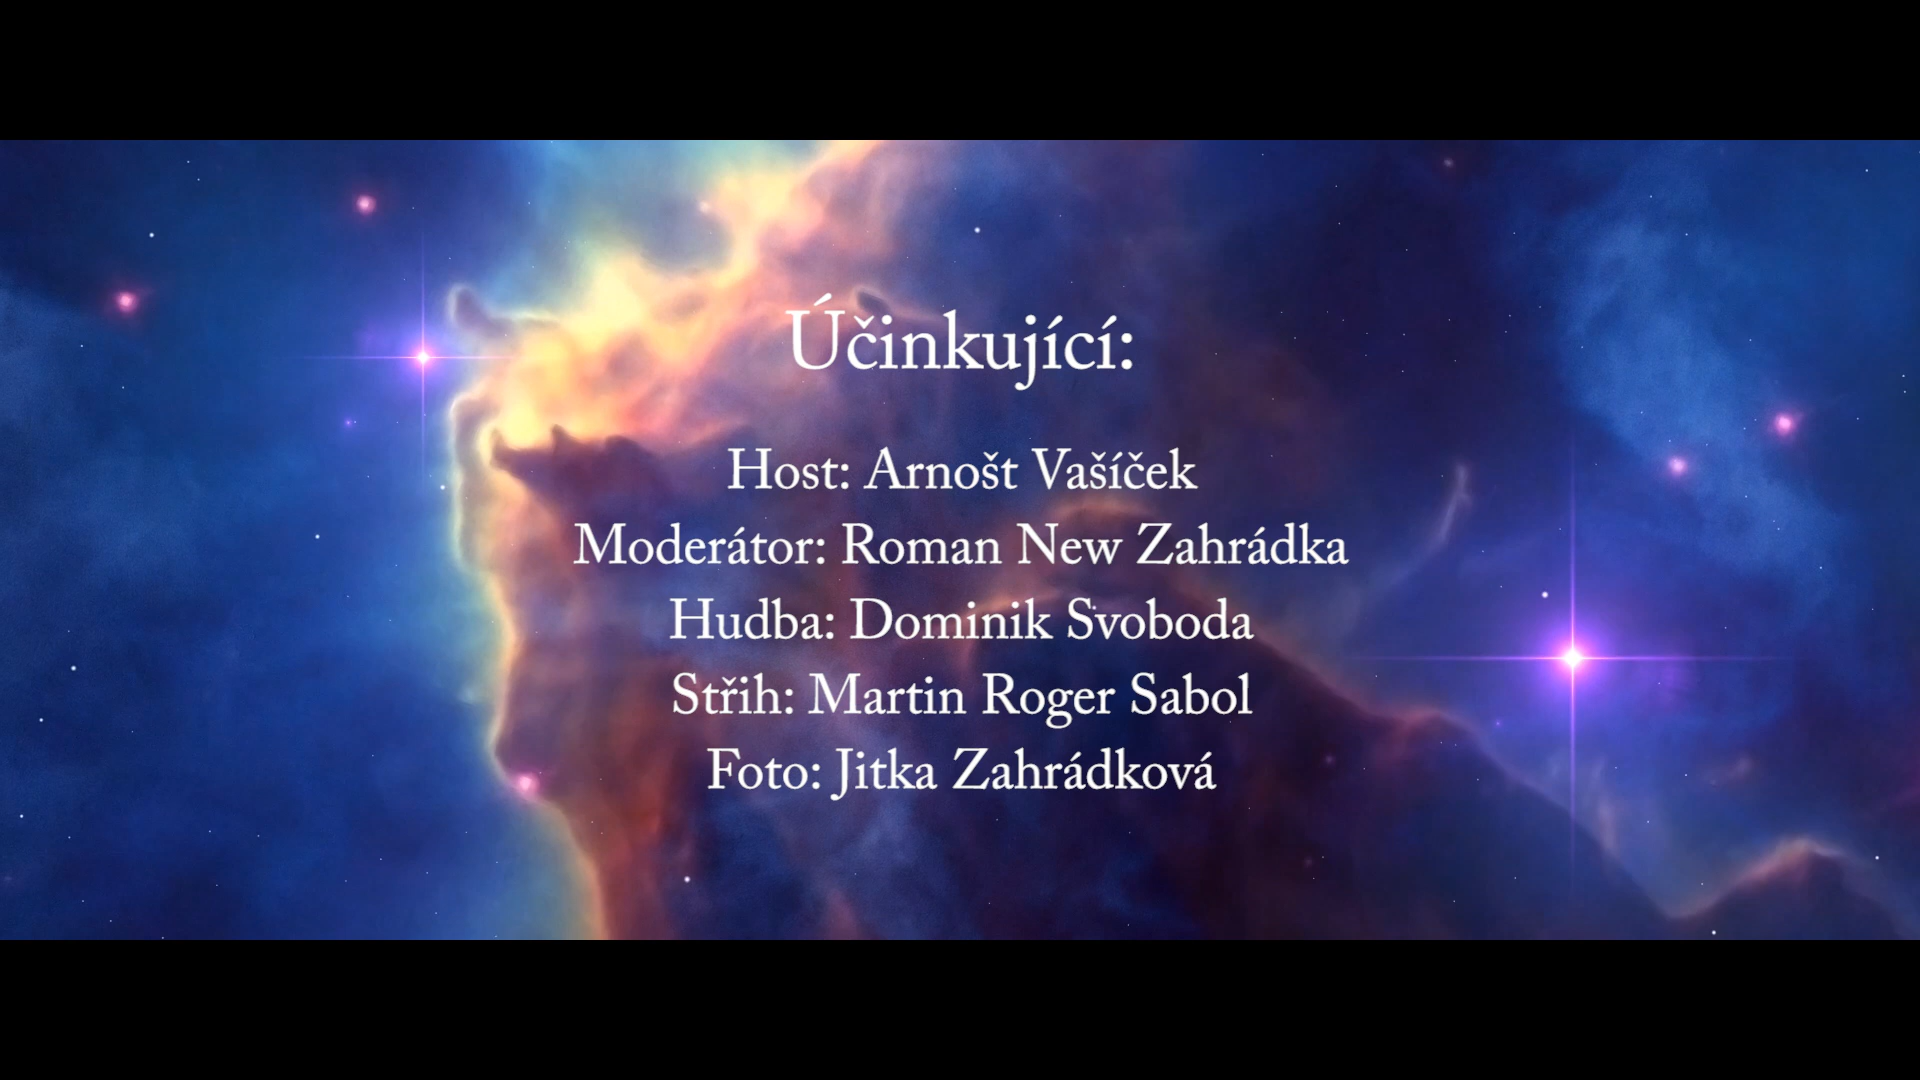 Účinkující:
Host: Arnošt Vašíček
Moderátor: Roman New Zahrádka
Hudba: Dominik Svoboda
Střih: Martin Roger Sabol
Foto: Jitka Zahrádková